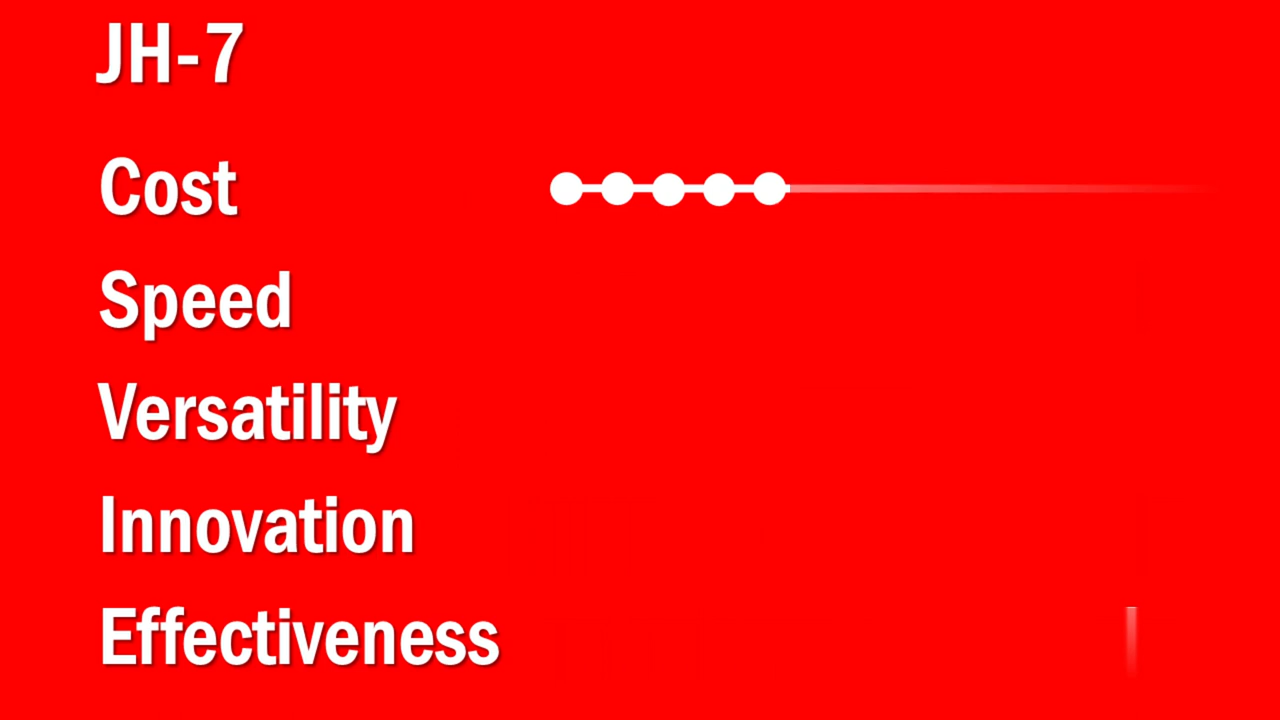 JH-7
Cost
Speed
Versatility
Innovation
Effectiveness